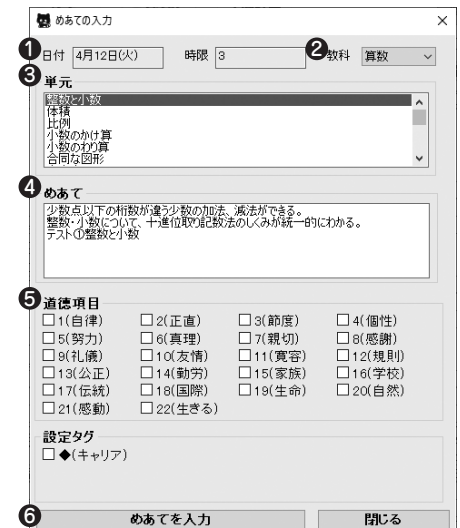 めあての入力
❶日付 4月12日(火) 時限 3 ❷教科 算数
❸単元
整数と小数
体積
比例
小数のかけ算
小数のわり算
合同な図形
❹めあて
少数点以下の桁数が違う少数の加法、減法ができる。
整数・小数について、十進位取り記数法のしくみが統一的にわかる。
テスト①整数と小数
❺道徳項目
1(自律) 2(正直) 3(節度) 4(個性)
5(努力) 6(真理) 7(親切) 8(感謝)
9(礼儀) 10(友情) 11(寛容) 12(規則)
13(公正) 14(勤労) 15(家族) 16(学校)
17(伝統) 18(国際) 19(生命) 20(自然)
21(感動) 22(生きる)
設定タグ
◆(キャリア)
❻ めあてを入力 閉じる